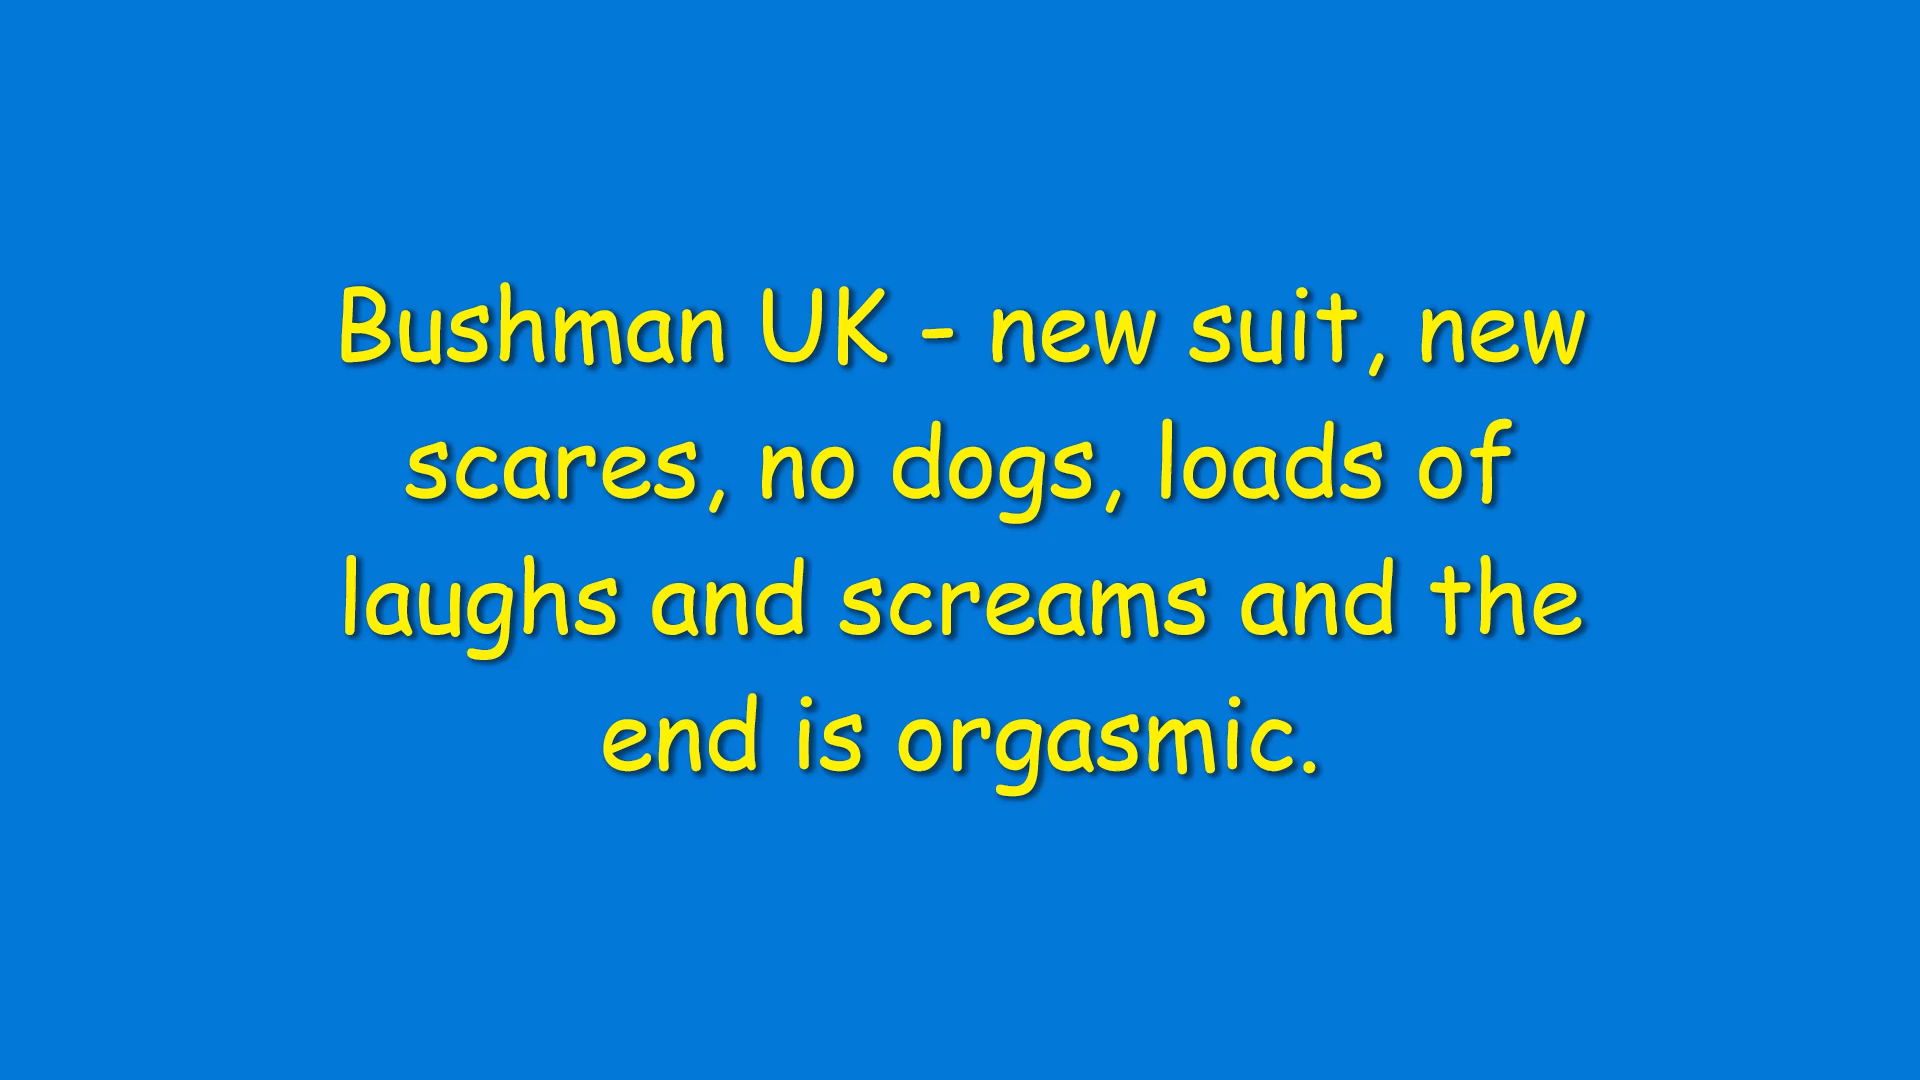 Bushman UK - new suit, new
scares, no dogs, loads of
laughs and screams and the
end is orgasmic.